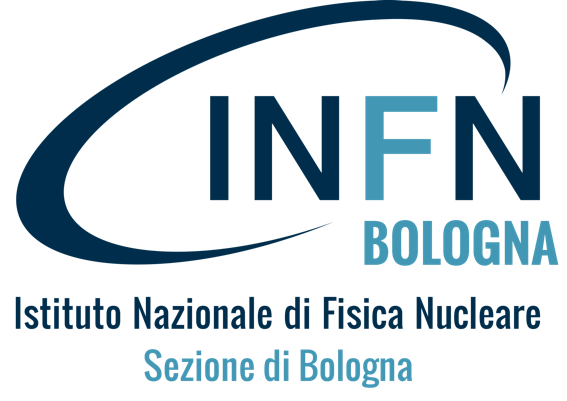 INFN
BOLOGNA
Istituto Nazionale di Fisica Nucleare
Sezione di Bologna